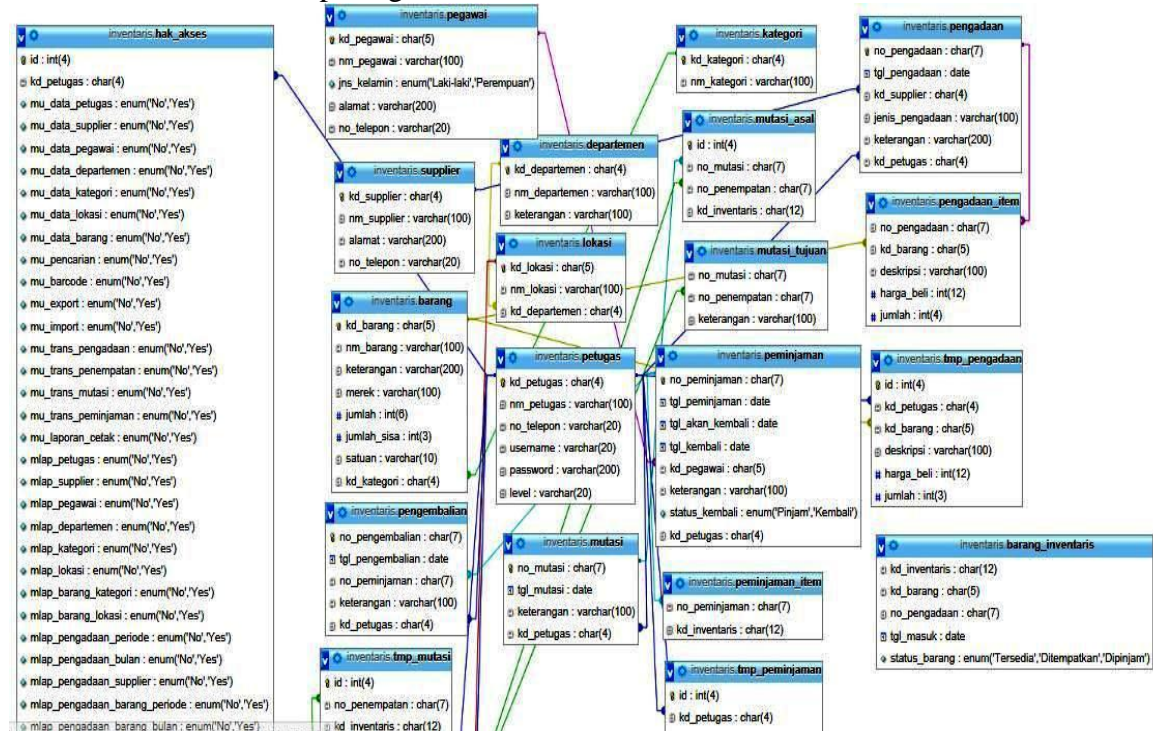 inventaris.hak_akses
id : int(4)
kd_petugas : char(4)
mu_data_petugas : enum('No','Yes')
mu_data_supplier : enum('No','Yes')
mu_data_pegawai : enum('No','Yes')
mu_data_departemen : enum('No','Yes')
mu_data_kategori : enum('No','Yes')
mu_data_lokasi : enum('No','Yes')
mu_data_barang : enum('No','Yes')
mu_pencarian : enum('No','Yes')
mu_barcode : enum('No','Yes')
mu_export : enum('No','Yes')
mu_import : enum('No','Yes')
mu_trans_pengadaan : enum('No','Yes')
mu_trans_penempatan : enum('No','Yes')
mu_trans_mutasi : enum('No','Yes')
mu_trans_peminjaman : enum('No','Yes')
mu_laporan_cetak : enum('No','Yes')
mlap_petugas : enum('No','Yes')
mlap_supplier : enum('No','Yes')
mlap_pegawai : enum('No','Yes')
mlap_departemen : enum('No','Yes')
mlap_kategori : enum('No','Yes')
mlap_lokasi : enum('No','Yes')
mlap_barang_kategori : enum('No','Yes')
mlap_barang_lokasi : enum('No','Yes')
mlap_pengadaan_periode : enum('No','Yes')
mlap_pengadaan_bulan : enum('No','Yes')
mlap_pengadaan_supplier : enum('No','Yes')
mlap_pengadaan_barang_periode : enum('No','Yes')
mlap_pengadaan_barang_bulan : enum('No','Yes')
inventaris.pegawai
kd_pegawai : char(5)
nm_pegawai : varchar(100)
jns_kelamin : enum('Laki-laki','Perempuan')
alamat : varchar(200)
no_telepon : varchar(20)
inventaris.supplier
kd_supplier : char(4)
nm_supplier : varchar(100)
alamat : varchar(200)
no_telepon : varchar(20)
inventaris.barang
kd_barang : char(5)
nm_barang : varchar(100)
keterangan : varchar(200)
merek : varchar(100)
jumlah : int(6)
jumlah_sisa : int(3)
satuan : varchar(10)
kd_kategori : char(4)
inventaris.pengembalian
no_pengembalian : char(7)
tgl_pengembalian : date
no_peminjaman : char(7)
keterangan : varchar(100)
kd_petugas : char(4)
inventaris.tmp_mutasi
id : int(4)
no_penempatan : char(7)
kd_inventaris : char(12)
inventaris.departemen
kd_departemen : char(4)
nm_departemen : varchar(100)
keterangan : varchar(100)
inventaris.lokasi
kd_lokasi : char(5)
nm_lokasi : varchar(100)
kd_departemen : char(4)
inventaris.petugas
kd_petugas : char(4)
nm_petugas : varchar(100)
no_telepon : varchar(20)
username : varchar(20)
password : varchar(200)
level : varchar(20)
inventaris.mutasi
no_mutasi : char(7)
tgl_mutasi : date
keterangan : varchar(100)
kd_petugas : char(4)
inventaris.kategori
kd_kategori : char(4)
nm_kategori : varchar(100)
inventaris.mutasi_asal
id : int(4)
no_mutasi : char(7)
no_penempatan : char(7)
kd_inventaris : char(12)
inventaris.mutasi_tujuan
no_mutasi : char(7)
no_penempatan : char(7)
keterangan : varchar(100)
inventaris.peminjaman
no_peminjaman : char(7)
tgl_peminjaman : date
tgl_akan_kembali : date
tgl_kembali : date
kd_pegawai : char(5)
keterangan : varchar(100)
status_kembali : enum('Pinjam','Kembali')
kd_petugas : char(4)
inventaris.peminjaman_item
no_peminjaman : char(7)
kd_inventaris : char(12)
inventaris.tmp_peminjaman
id : int(4)
kd_petugas : char(4)
inventaris.pengadaan
no_pengadaan : char(7)
tgl_pengadaan : date
kd_supplier : char(4)
jenis_pengadaan : varchar(100)
keterangan : varchar(200)
kd_petugas : char(4)
inventaris.pengadaan_item
no_pengadaan : char(7)
kd_barang : char(5)
deskripsi : varchar(100)
harga_beli : int(12)
jumlah : int(4)
inventaris.tmp_pengadaan
id : int(4)
kd_petugas : char(4)
kd_barang : char(5)
deskripsi : varchar(100)
harga_beli : int(12)
jumlah : int(3)
inventaris.barang_inventaris
kd_inventaris : char(12)
kd_barang : char(5)
no_pengadaan : char(7)
tgl_masuk : date
status_barang : enum('Tersedia','Ditempatkan','Dipinjam')